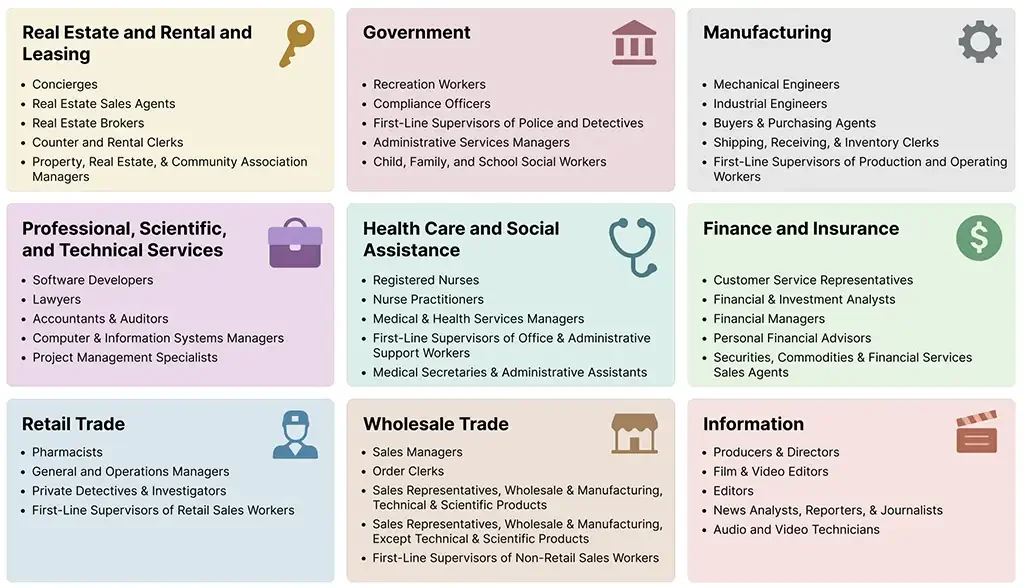 Real Estate and Rental and
Leasing
• Concierges
• Real Estate Sales Agents
• Real Estate Brokers
• Counter and Rental Clerks
• Property, Real Estate, & Community Association
Managers
Government
• Recreation Workers
• Compliance Officers
• First-Line Supervisors of Police and Detectives
• Administrative Services Managers
• Child, Family, and School Social Workers
Manufacturing
• Mechanical Engineers
• Industrial Engineers
• Buyers & Purchasing Agents
• Shipping, Receiving, & Inventory Clerks
• First-Line Supervisors of Production and Operating
Workers
Professional, Scientific,
and Technical Services
• Software Developers
• Lawyers
• Accountants & Auditors
• Computer & Information Systems Managers
• Project Management Specialists
Health Care and Social
Assistance
• Registered Nurses
• Nurse Practitioners
• Medical & Health Services Managers
• First-Line Supervisors of Office & Administrative
Support Workers
• Medical Secretaries & Administrative Assistants
Finance and Insurance
$
• Customer Service Representatives
• Financial & Investment Analysts
• Financial Managers
• Personal Financial Advisors
• Securities, Commodities & Financial Services
Sales Agents
Retail Trade
• Pharmacists
• General and Operations Managers
• Private Detectives & Investigators
• First-Line Supervisors of Retail Sales Workers
Wholesale Trade
• Sales Managers
• Order Clerks
• Sales Representatives, Wholesale & Manufacturing,
Technical & Scientific Products
• Sales Representatives, Wholesale & Manufacturing,
Except Technical & Scientific Products
• First-Line Supervisors of Non-Retail Sales Workers
Information
• Producers & Directors
• Film & Video Editors
• Editors
• News Analysts, Reporters, & Journalists
• Audio and Video Technicians